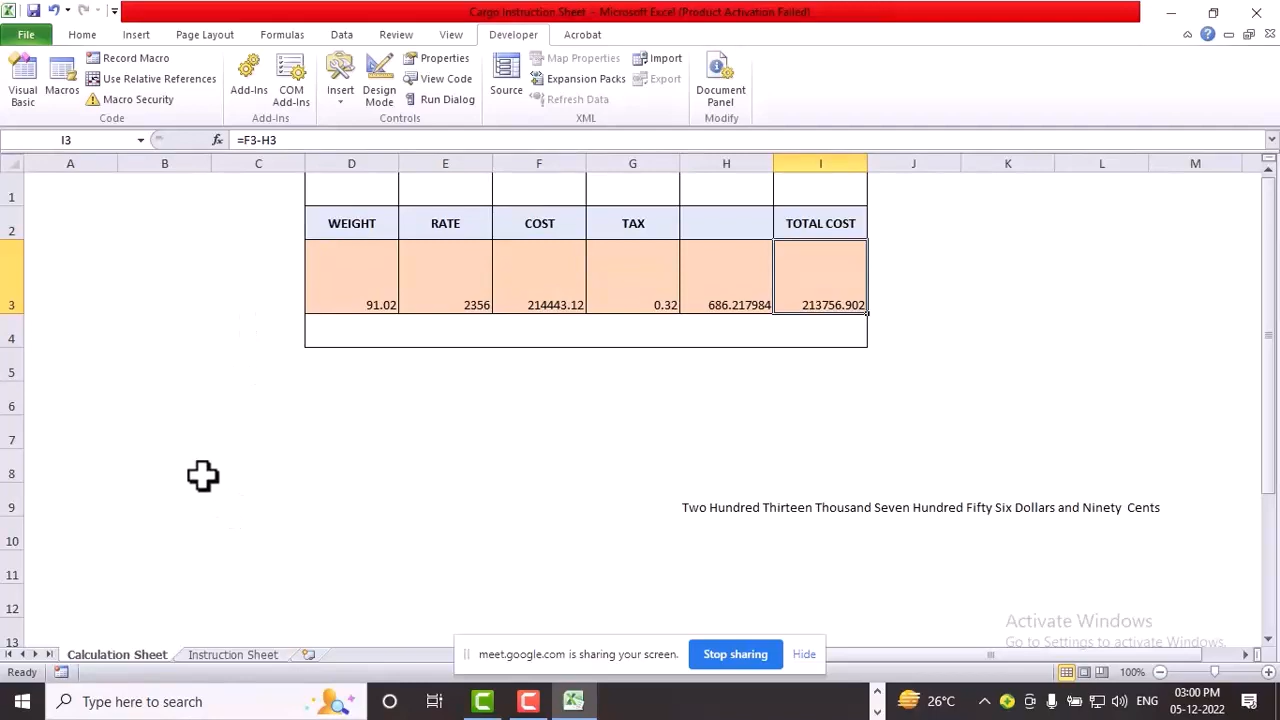 Cargo Instruction Sheet - Microsoft Excel (Product Activation Failed)
File Home Insert Page Layout Formulas Data Review View Developer Acrobat
Visual Basic
Macros
Record Macro
Use Relative References
Macro Security
Code
Add-Ins
COM Add-Ins
Add-Ins
Insert
Design Mode
Properties
View Code
Run Dialog
Controls
Source
Map Properties
Expansion Packs
Refresh Data
Import
Export
XML
Document Panel
Modify
I3 fx =F3-H3
A B C D E F G H I J K L M
1
2 WEIGHT RATE COST TAX TOTAL COST
3 91.02 2356 214443.12 0.32 686.217984 213756.902
4
5
6
7
8
9 Two Hundred Thirteen Thousand Seven Hundred Fifty Six Dollars and Ninety Cents
10
11
12
13
Activate Windows
Go to Settings to activate Windows.
Calculation Sheet Instruction Sheet
meet.google.com is sharing your screen. Stop sharing Hide
Ready 100%
Type here to search
26°C
ENG
03:00 PM
05-12-2022